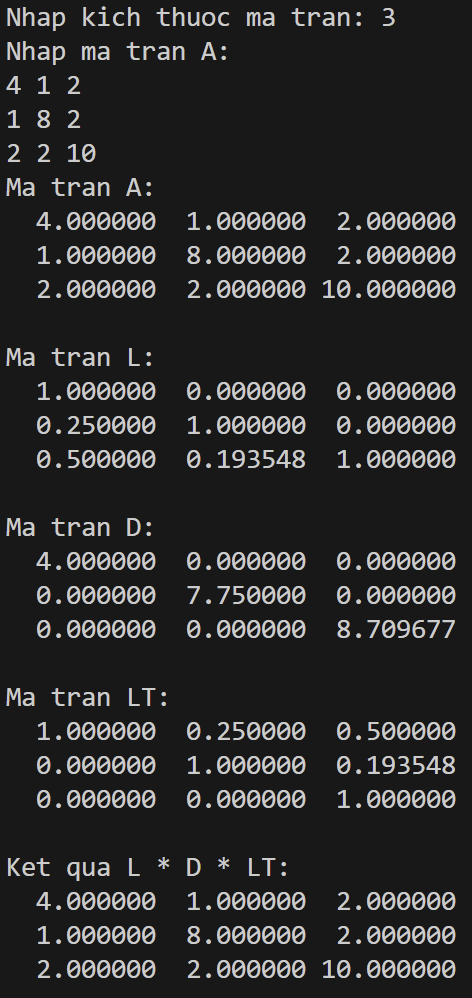 Nhap kich thuoc ma tran: 3
Nhap ma tran A:
4 1 2
1 8 2
2 2 10
Ma tran A:
  4.000000  1.000000  2.000000
  1.000000  8.000000  2.000000
  2.000000  2.000000 10.000000

Ma tran L:
  1.000000  0.000000  0.000000
  0.250000  1.000000  0.000000
  0.500000  0.193548  1.000000

Ma tran D:
  4.000000  0.000000  0.000000
  0.000000  7.750000  0.000000
  0.000000  0.000000  8.709677

Ma tran LT:
  1.000000  0.250000  0.500000
  0.000000  1.000000  0.193548
  0.000000  0.000000  1.000000

Ket qua L * D * LT:
  4.000000  1.000000  2.000000
  1.000000  8.000000  2.000000
  2.000000  2.000000 10.000000